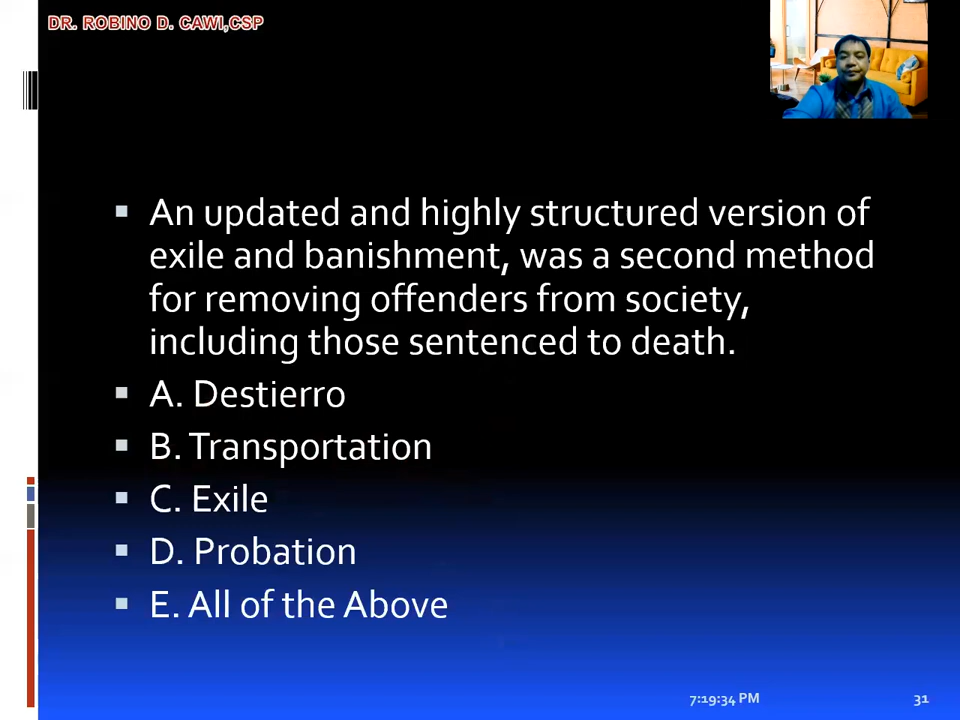 DR. ROBINO D. CAWI,CSP
An updated and highly structured version of
exile and banishment, was a second method
for removing offenders from society,
including those sentenced to death.
A. Destierro
B. Transportation
C. Exile
D. Probation
E. All of the Above
7:19:34 PM
31